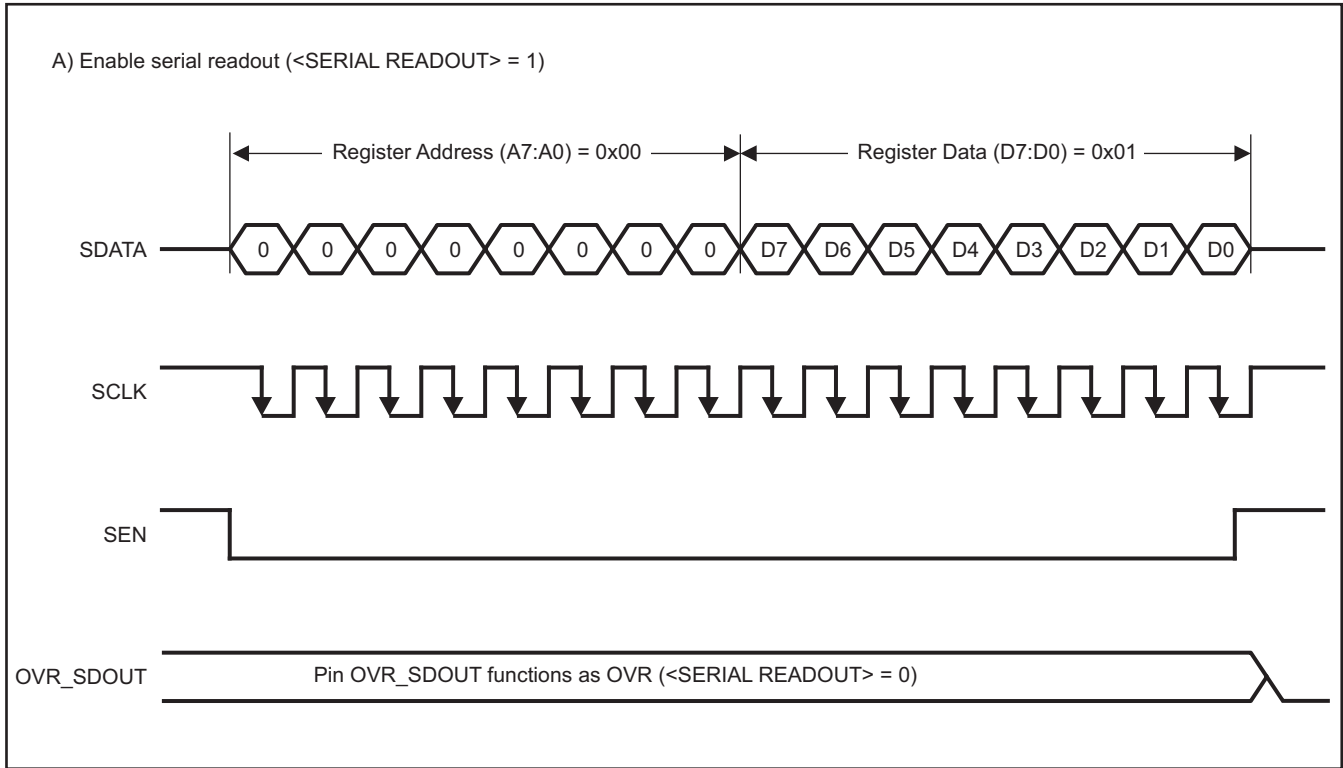 A) Enable serial readout (<SERIAL READOUT> = 1)
Register Address (A7:A0) = 0x00 Register Data (D7:D0) = 0x01
SDATA 0 0 0 0 0 0 0 0 D7 D6 D5 D4 D3 D2 D1 D0
SCLK
SEN
OVR_SDOUT Pin OVR_SDOUT functions as OVR (<SERIAL READOUT> = 0)